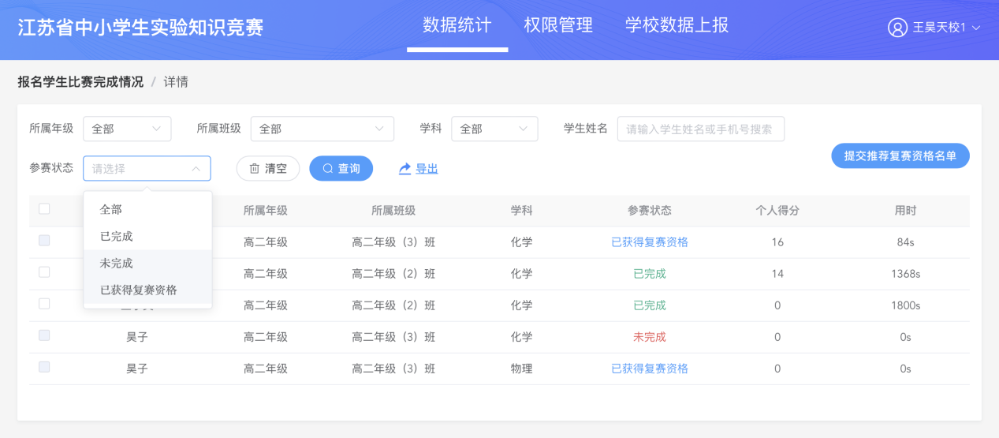 江苏省中小学生实验知识竞赛
数据统计 权限管理 学校数据上报
王昊天校1
报名学生比赛完成情况 / 详情
所属年级 全部 所属班级 全部 学科 全部 学生姓名 请输入学生姓名或手机号搜索
参赛状态 请选择 清空 查询 导出 提交推荐复赛资格名单
全部
已完成
未完成
已获得复赛资格
所属年级 所属班级 学科 参赛状态 个人得分 用时
高二年级 高二年级（3）班 化学 已获得复赛资格 16 84s
高二年级 高二年级（2）班 化学 已完成 14 1368s
高二年级 高二年级（2）班 化学 已完成 0 1800s
昊子 高二年级 高二年级（3）班 化学 未完成 0 0s
昊子 高二年级 高二年级（3）班 物理 已获得复赛资格 0 0s